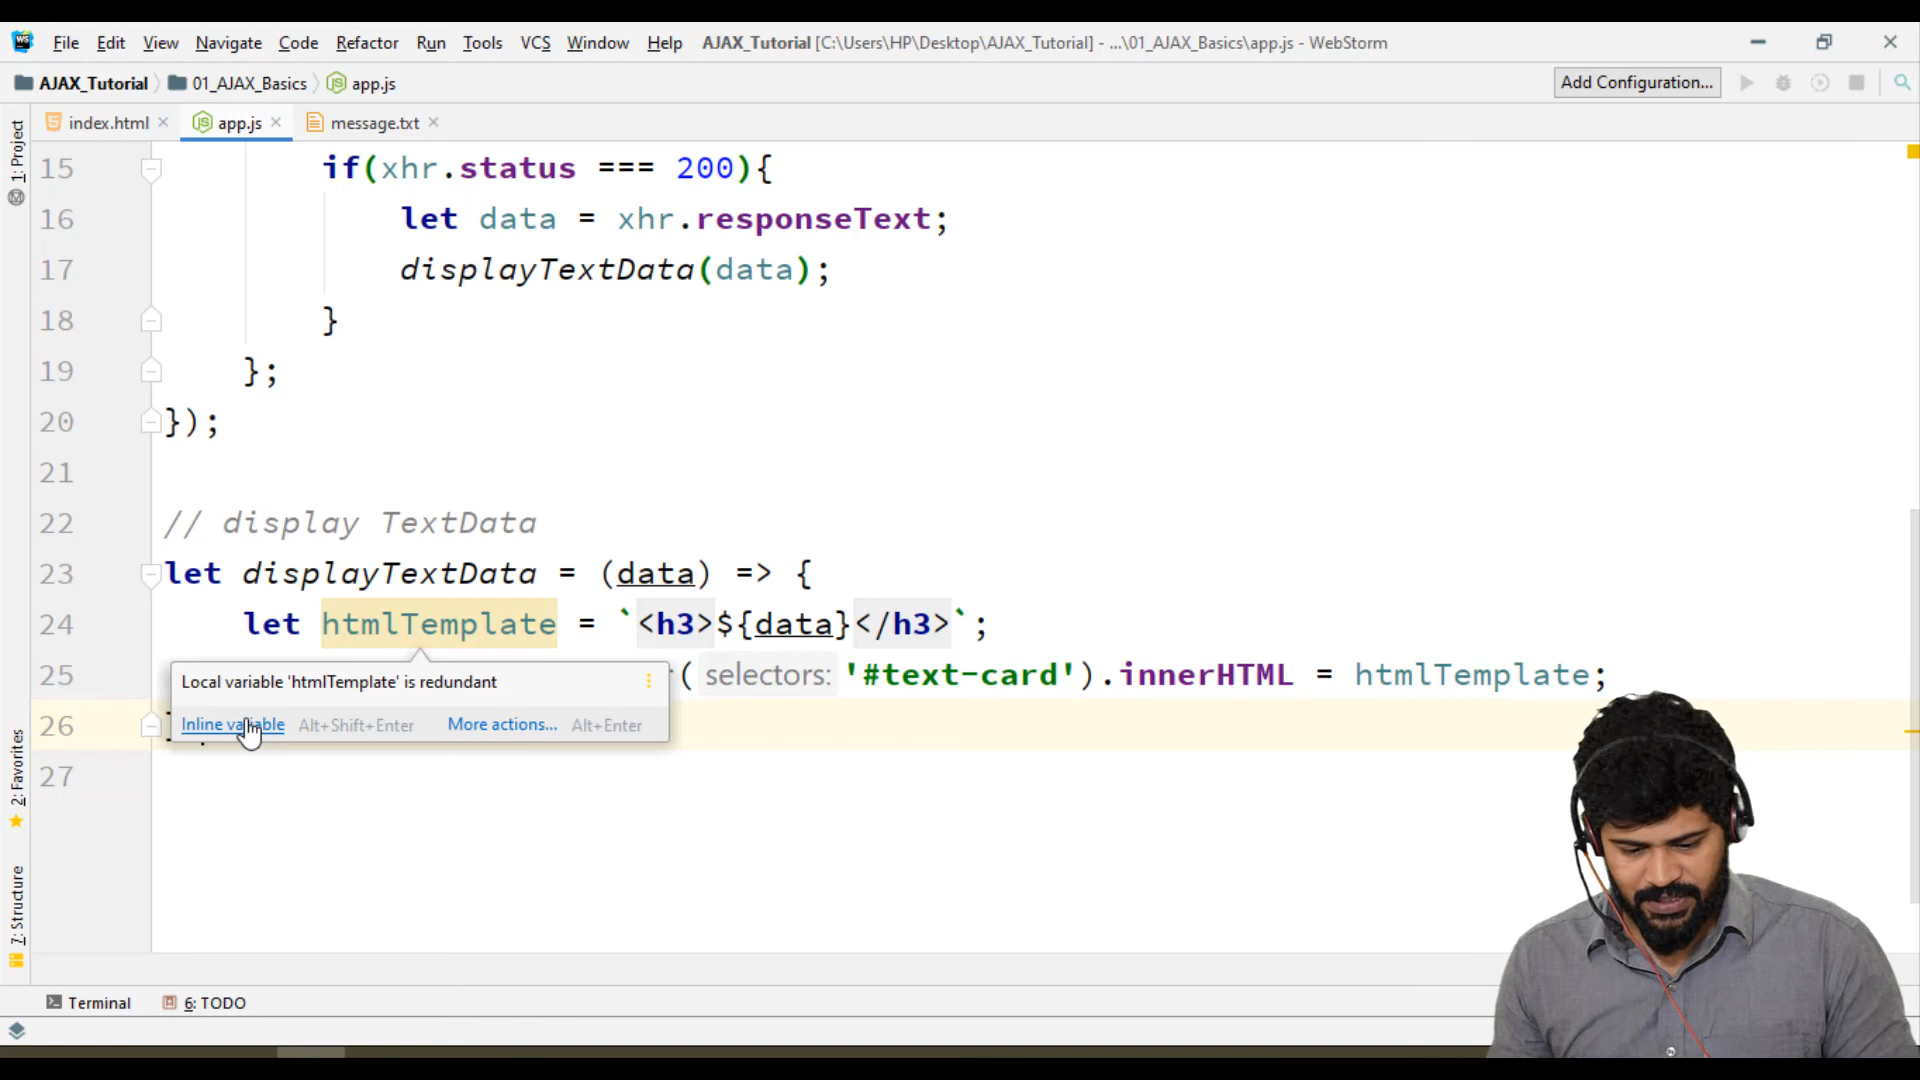 WS File Edit View Navigate Code Refactor Run Tools VCS Window Help AJAX_Tutorial [C:\Users\HP\Desktop\AJAX_Tutorial] - ...\01_AJAX_Basics\app.js - WebStorm
AJAX_Tutorial 01_AJAX_Basics JS app.js Add Configuration...
index.html JS app.js message.txt
1: Project
15 if(xhr.status === 200){
16 let data = xhr.responseText;
17 displayTextData(data);
18 }
19 };
20 });
21
22 // display TextData
23 let displayTextData = (data) => {
24 let htmlTemplate = `<h3>${data}</h3>`;
25 ( selectors: '#text-card').innerHTML = htmlTemplate;
Local variable 'htmlTemplate' is redundant
Inline variable Alt+Shift+Enter More actions... Alt+Enter
26
27
2: Favorites
7: Structure
Terminal 6: TODO